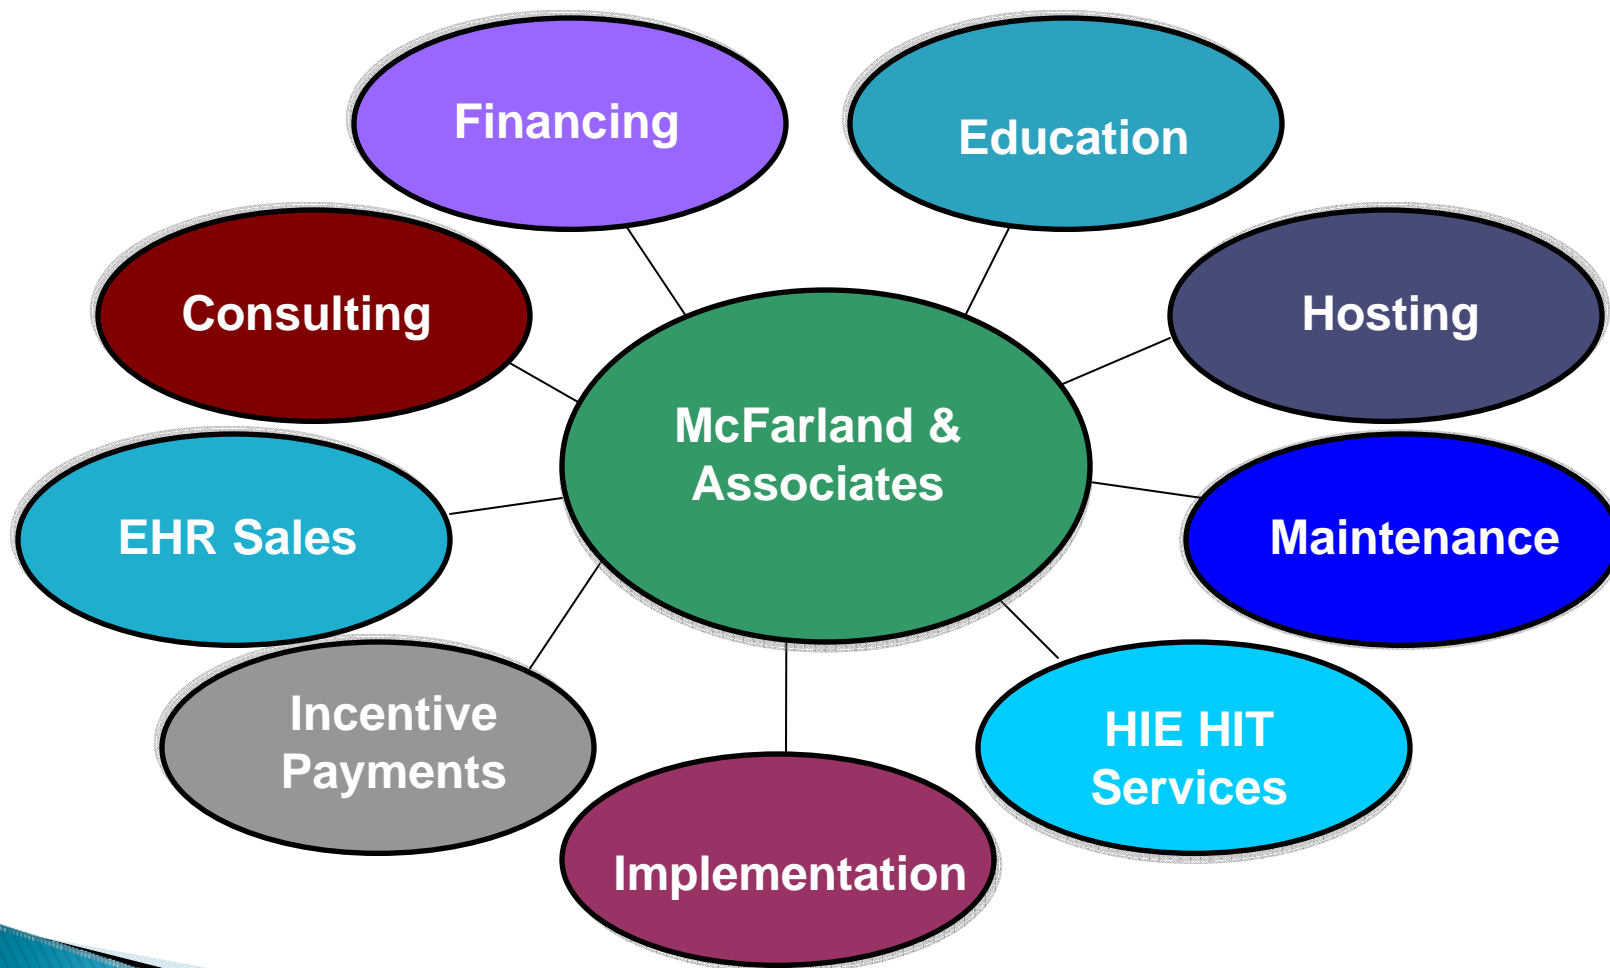 Financing
Education
Consulting
Hosting
McFarland &
Associates
EHR Sales
Maintenance
Incentive
Payments
HIE HIT
Services
Implementation